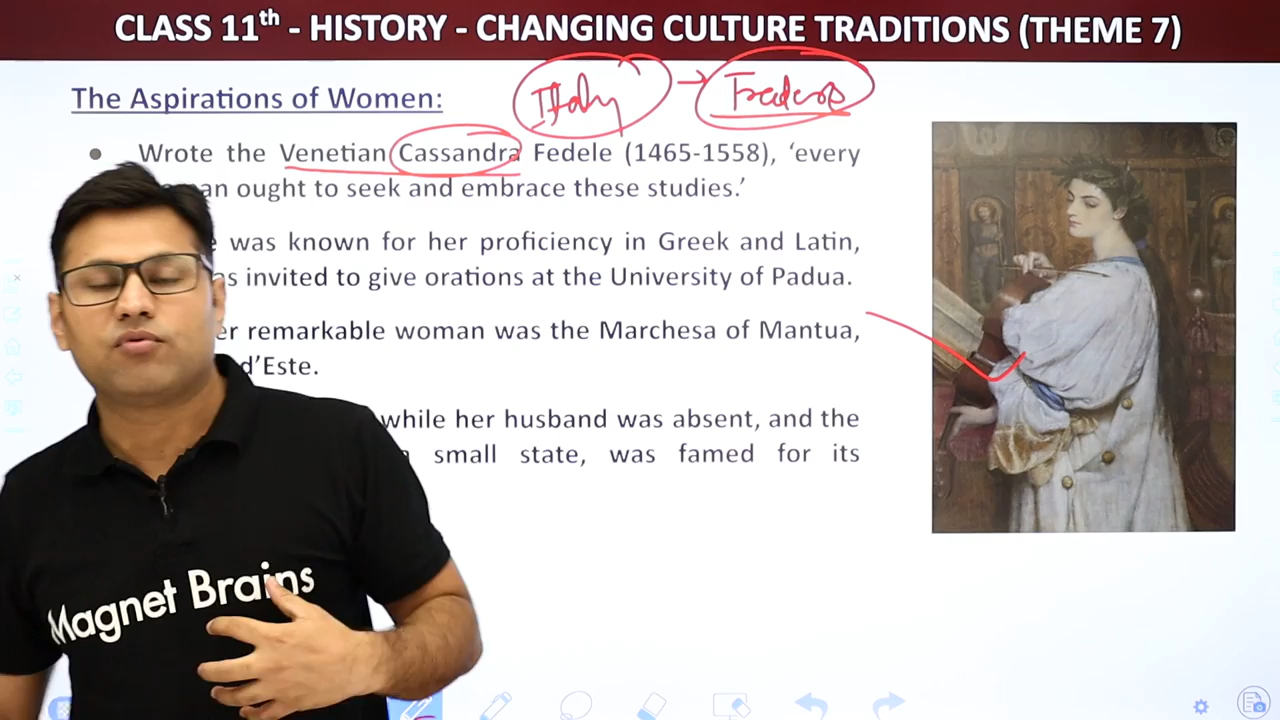 CLASS 11th - HISTORY - CHANGING CULTURE TRADITIONS (THEME 7)
The Aspirations of Women:
Italy →
Wrote the Venetian Cassandra Fedele (1465-1558), ‘every
ought to seek and embrace these studies.’
was known for her proficiency in Greek and Latin,
invited to give orations at the University of Padua.
remarkable woman was the Marchesa of Mantua,
d’Este.
while her husband was absent, and the
small state, was famed for its
Magnet Brains